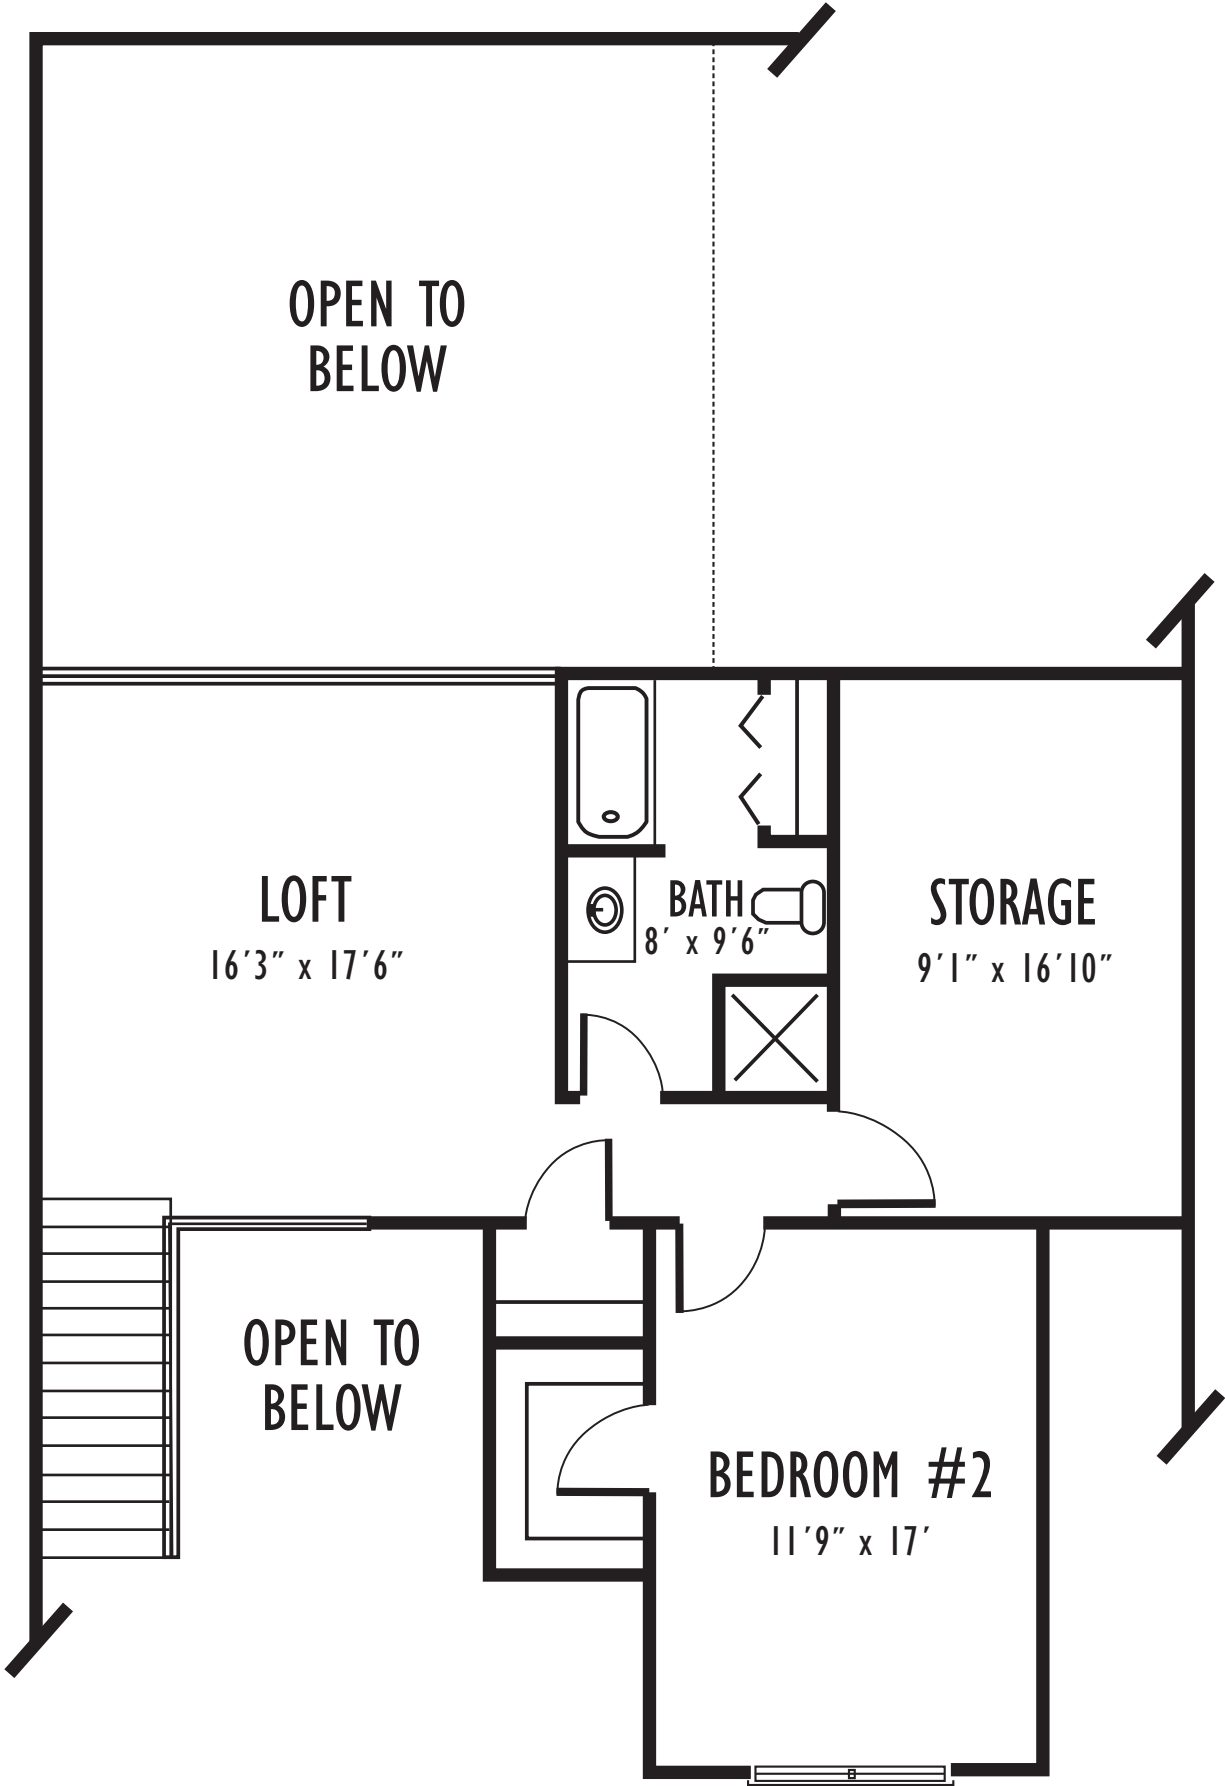 OPEN TO
BELOW
LOFT
16'3" x 17'6"
BATH
8' x 9'6"
STORAGE
9'1" x 16'10"
OPEN TO
BELOW
BEDROOM #2
11'9" x 17'